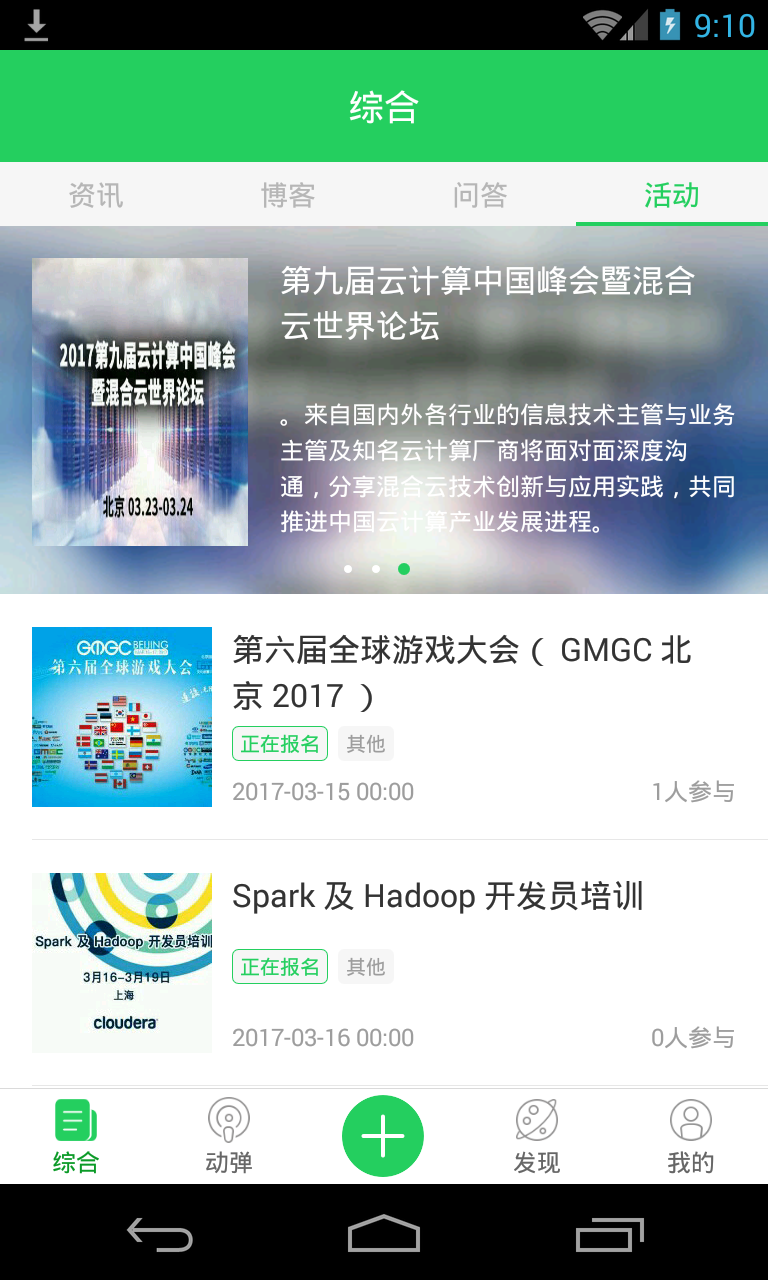 9:10
综合
资讯
博客
问答
活动
2017第九届云计算中国峰会
暨混合云世界论坛
北京 03.23-03.24
第九届云计算中国峰会暨混合
云世界论坛
。来自国内外各行业的信息技术主管与业务
主管及知名云计算厂商将面对面深度沟
通，分享混合云技术创新与应用实践，共同
推进中国云计算产业发展进程。
GMGC BEIJING
第六届全球游戏大会
第六届全球游戏大会（ GMGC 北
京 2017 ）
正在报名 其他
2017-03-15 00:00
1人参与
Spark 及 Hadoop 开发员培训
3月16-3月19日
上海
cloudera
Spark 及 Hadoop 开发员培训
正在报名 其他
2017-03-16 00:00
0人参与
综合
动弹
发现
我的